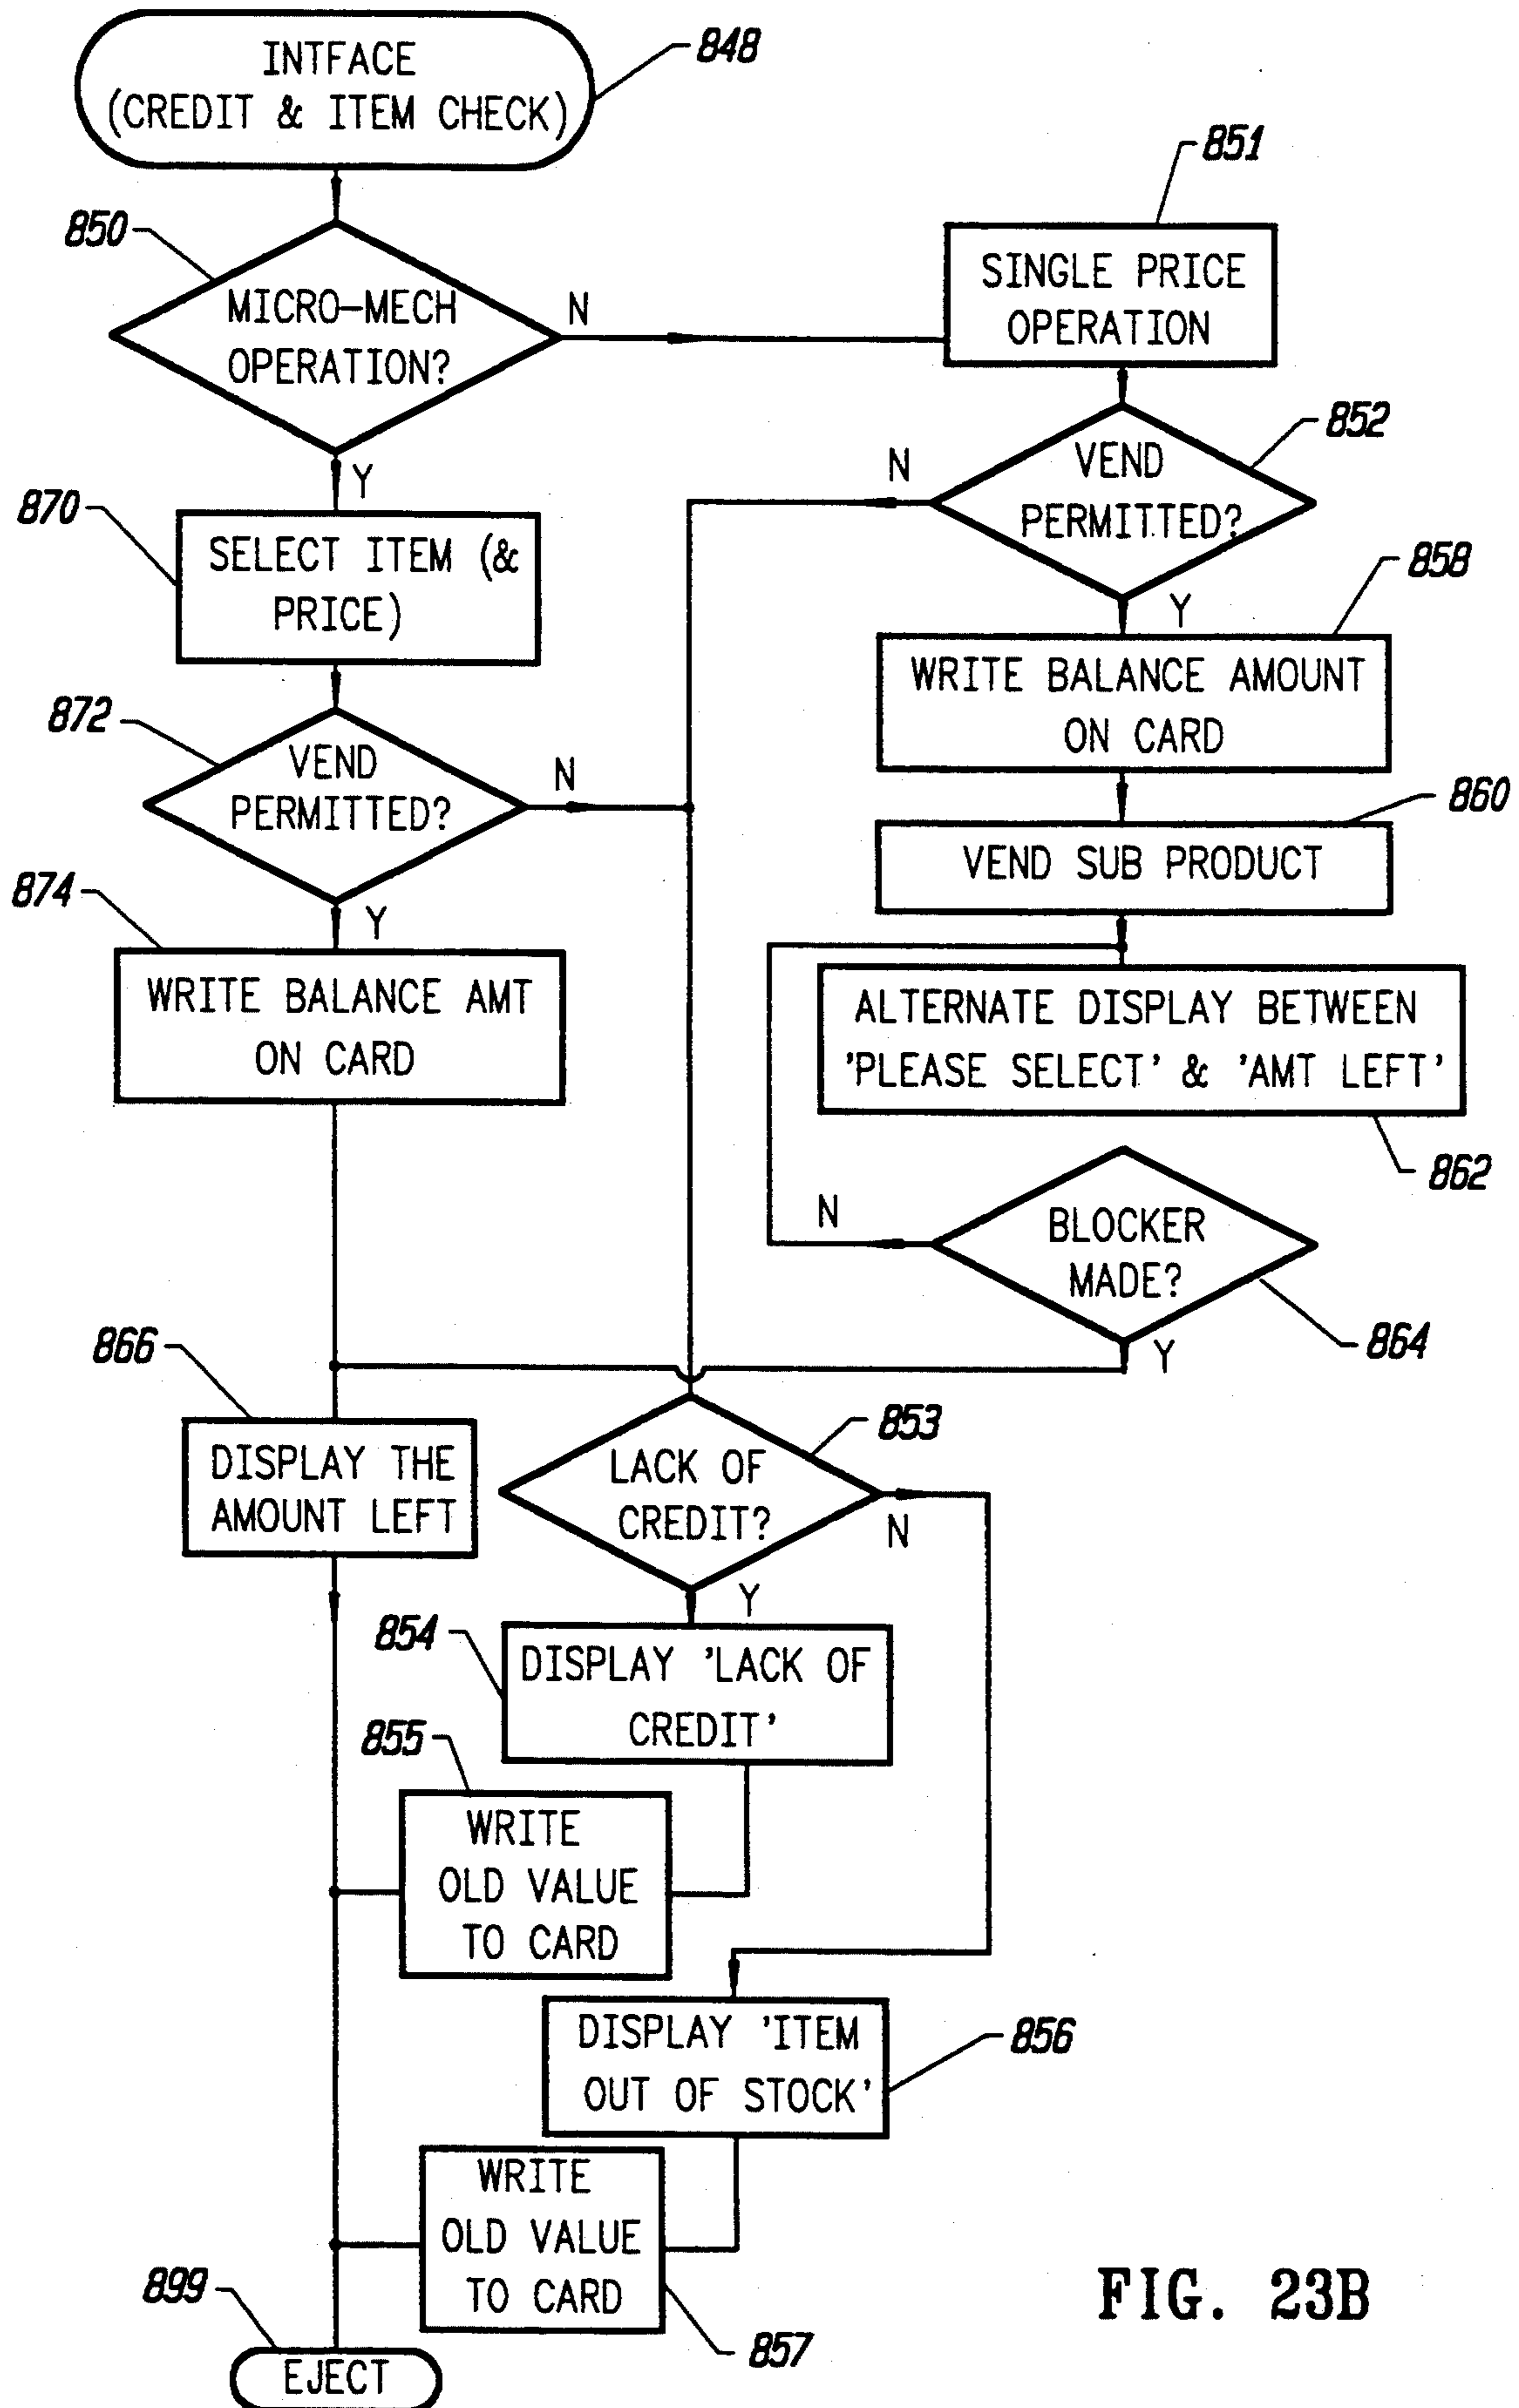 INTFACE
(CREDIT & ITEM CHECK)
848
850
MICRO-MECH
OPERATION?
N
Y
851
SINGLE PRICE
OPERATION
852
VEND
PERMITTED?
N
Y
870
SELECT ITEM (&
PRICE)
858
WRITE BALANCE AMOUNT
ON CARD
872
VEND
PERMITTED?
N
Y
860
VEND SUB PRODUCT
874
WRITE BALANCE AMT
ON CARD
ALTERNATE DISPLAY BETWEEN
'PLEASE SELECT' & 'AMT LEFT'
862
BLOCKER
MADE?
N
Y
864
866
DISPLAY THE
AMOUNT LEFT
853
LACK OF
CREDIT?
N
Y
854
DISPLAY 'LACK OF
CREDIT'
855
WRITE
OLD VALUE
TO CARD
DISPLAY 'ITEM
OUT OF STOCK'
856
WRITE
OLD VALUE
TO CARD
857
899
EJECT
FIG. 23B